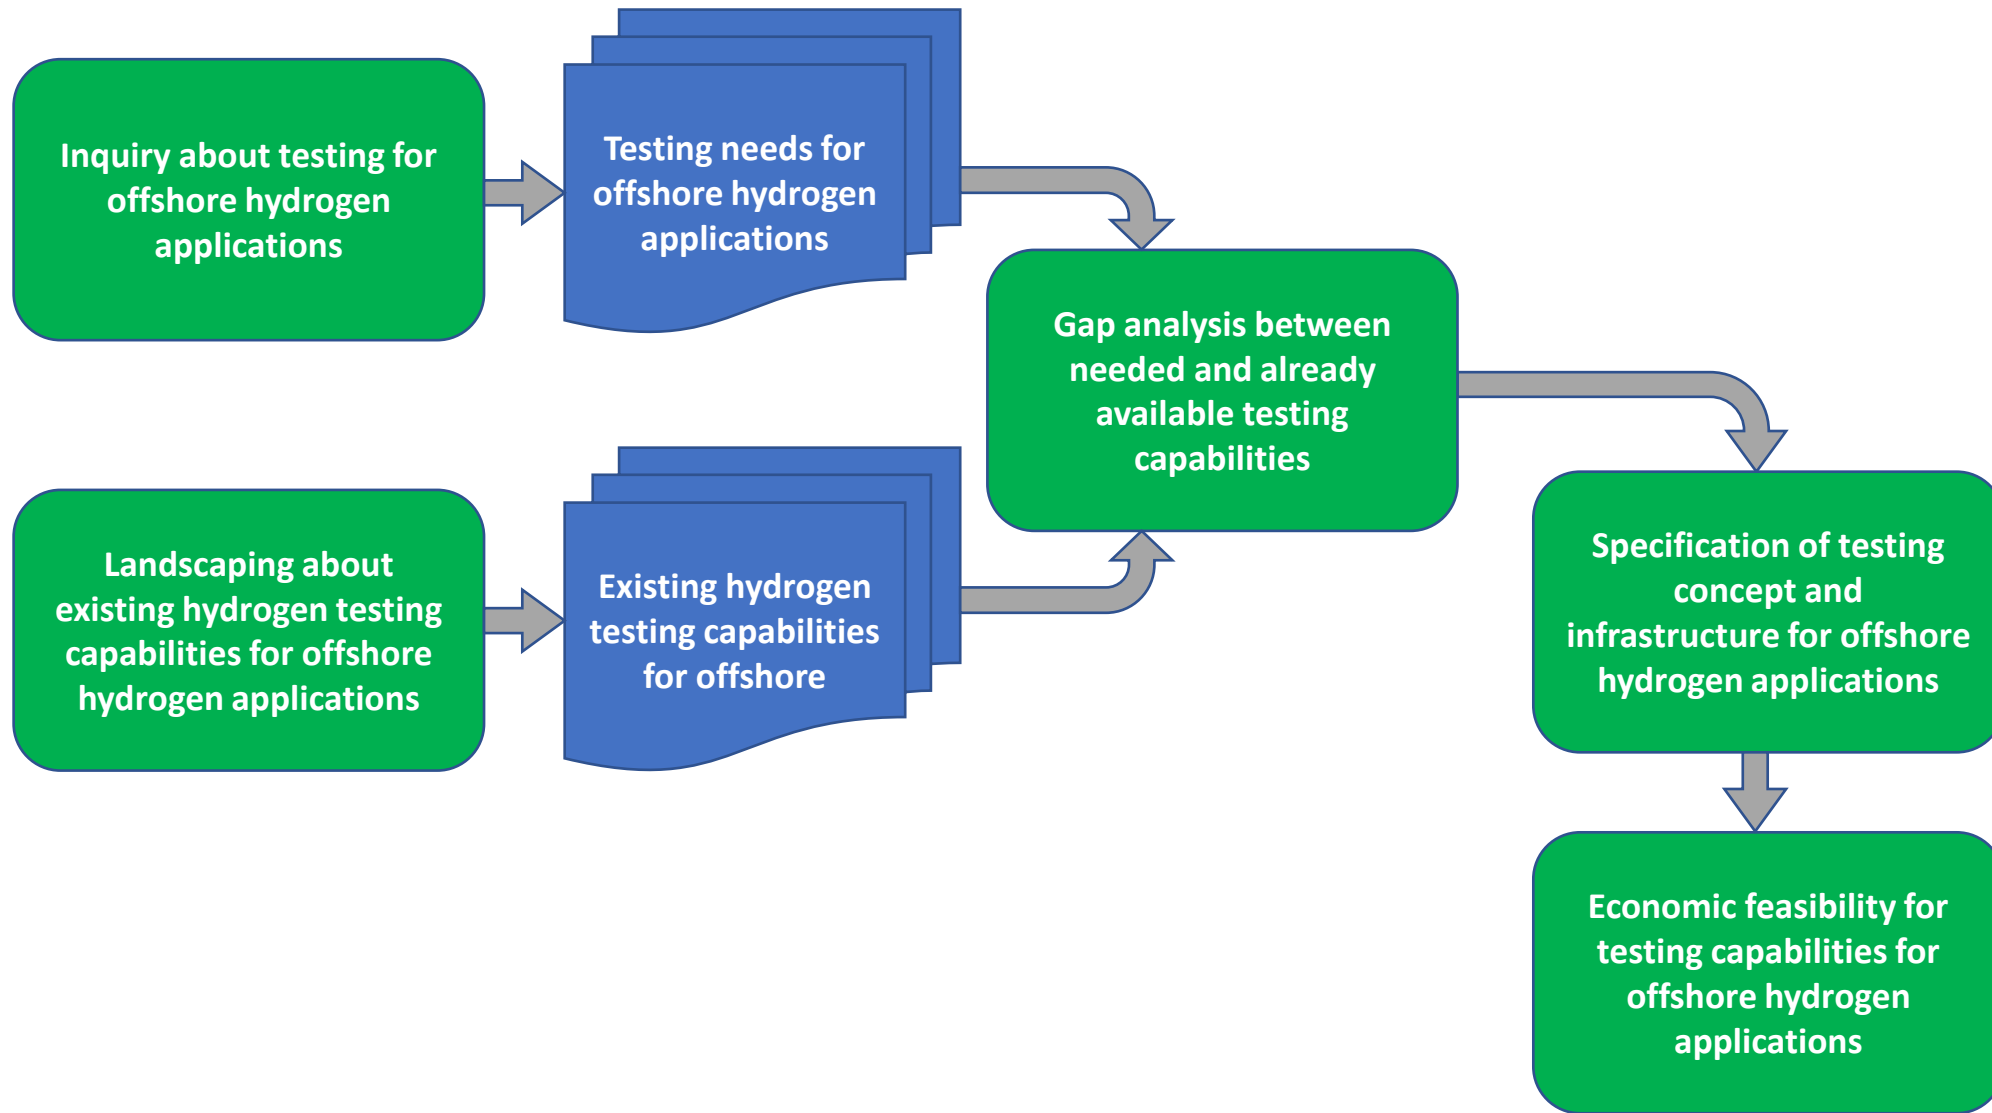 Inquiry about testing for
offshore hydrogen
applications
Testing needs for
offshore hydrogen
applications
Gap analysis between
needed and already
available testing
capabilities
Landscaping about
existing hydrogen testing
capabilities for offshore
hydrogen applications
Existing hydrogen
testing capabilities
for offshore
Specification of testing
concept and
infrastructure for offshore
hydrogen applications
Economic feasibility for
testing capabilities for
offshore hydrogen
applications